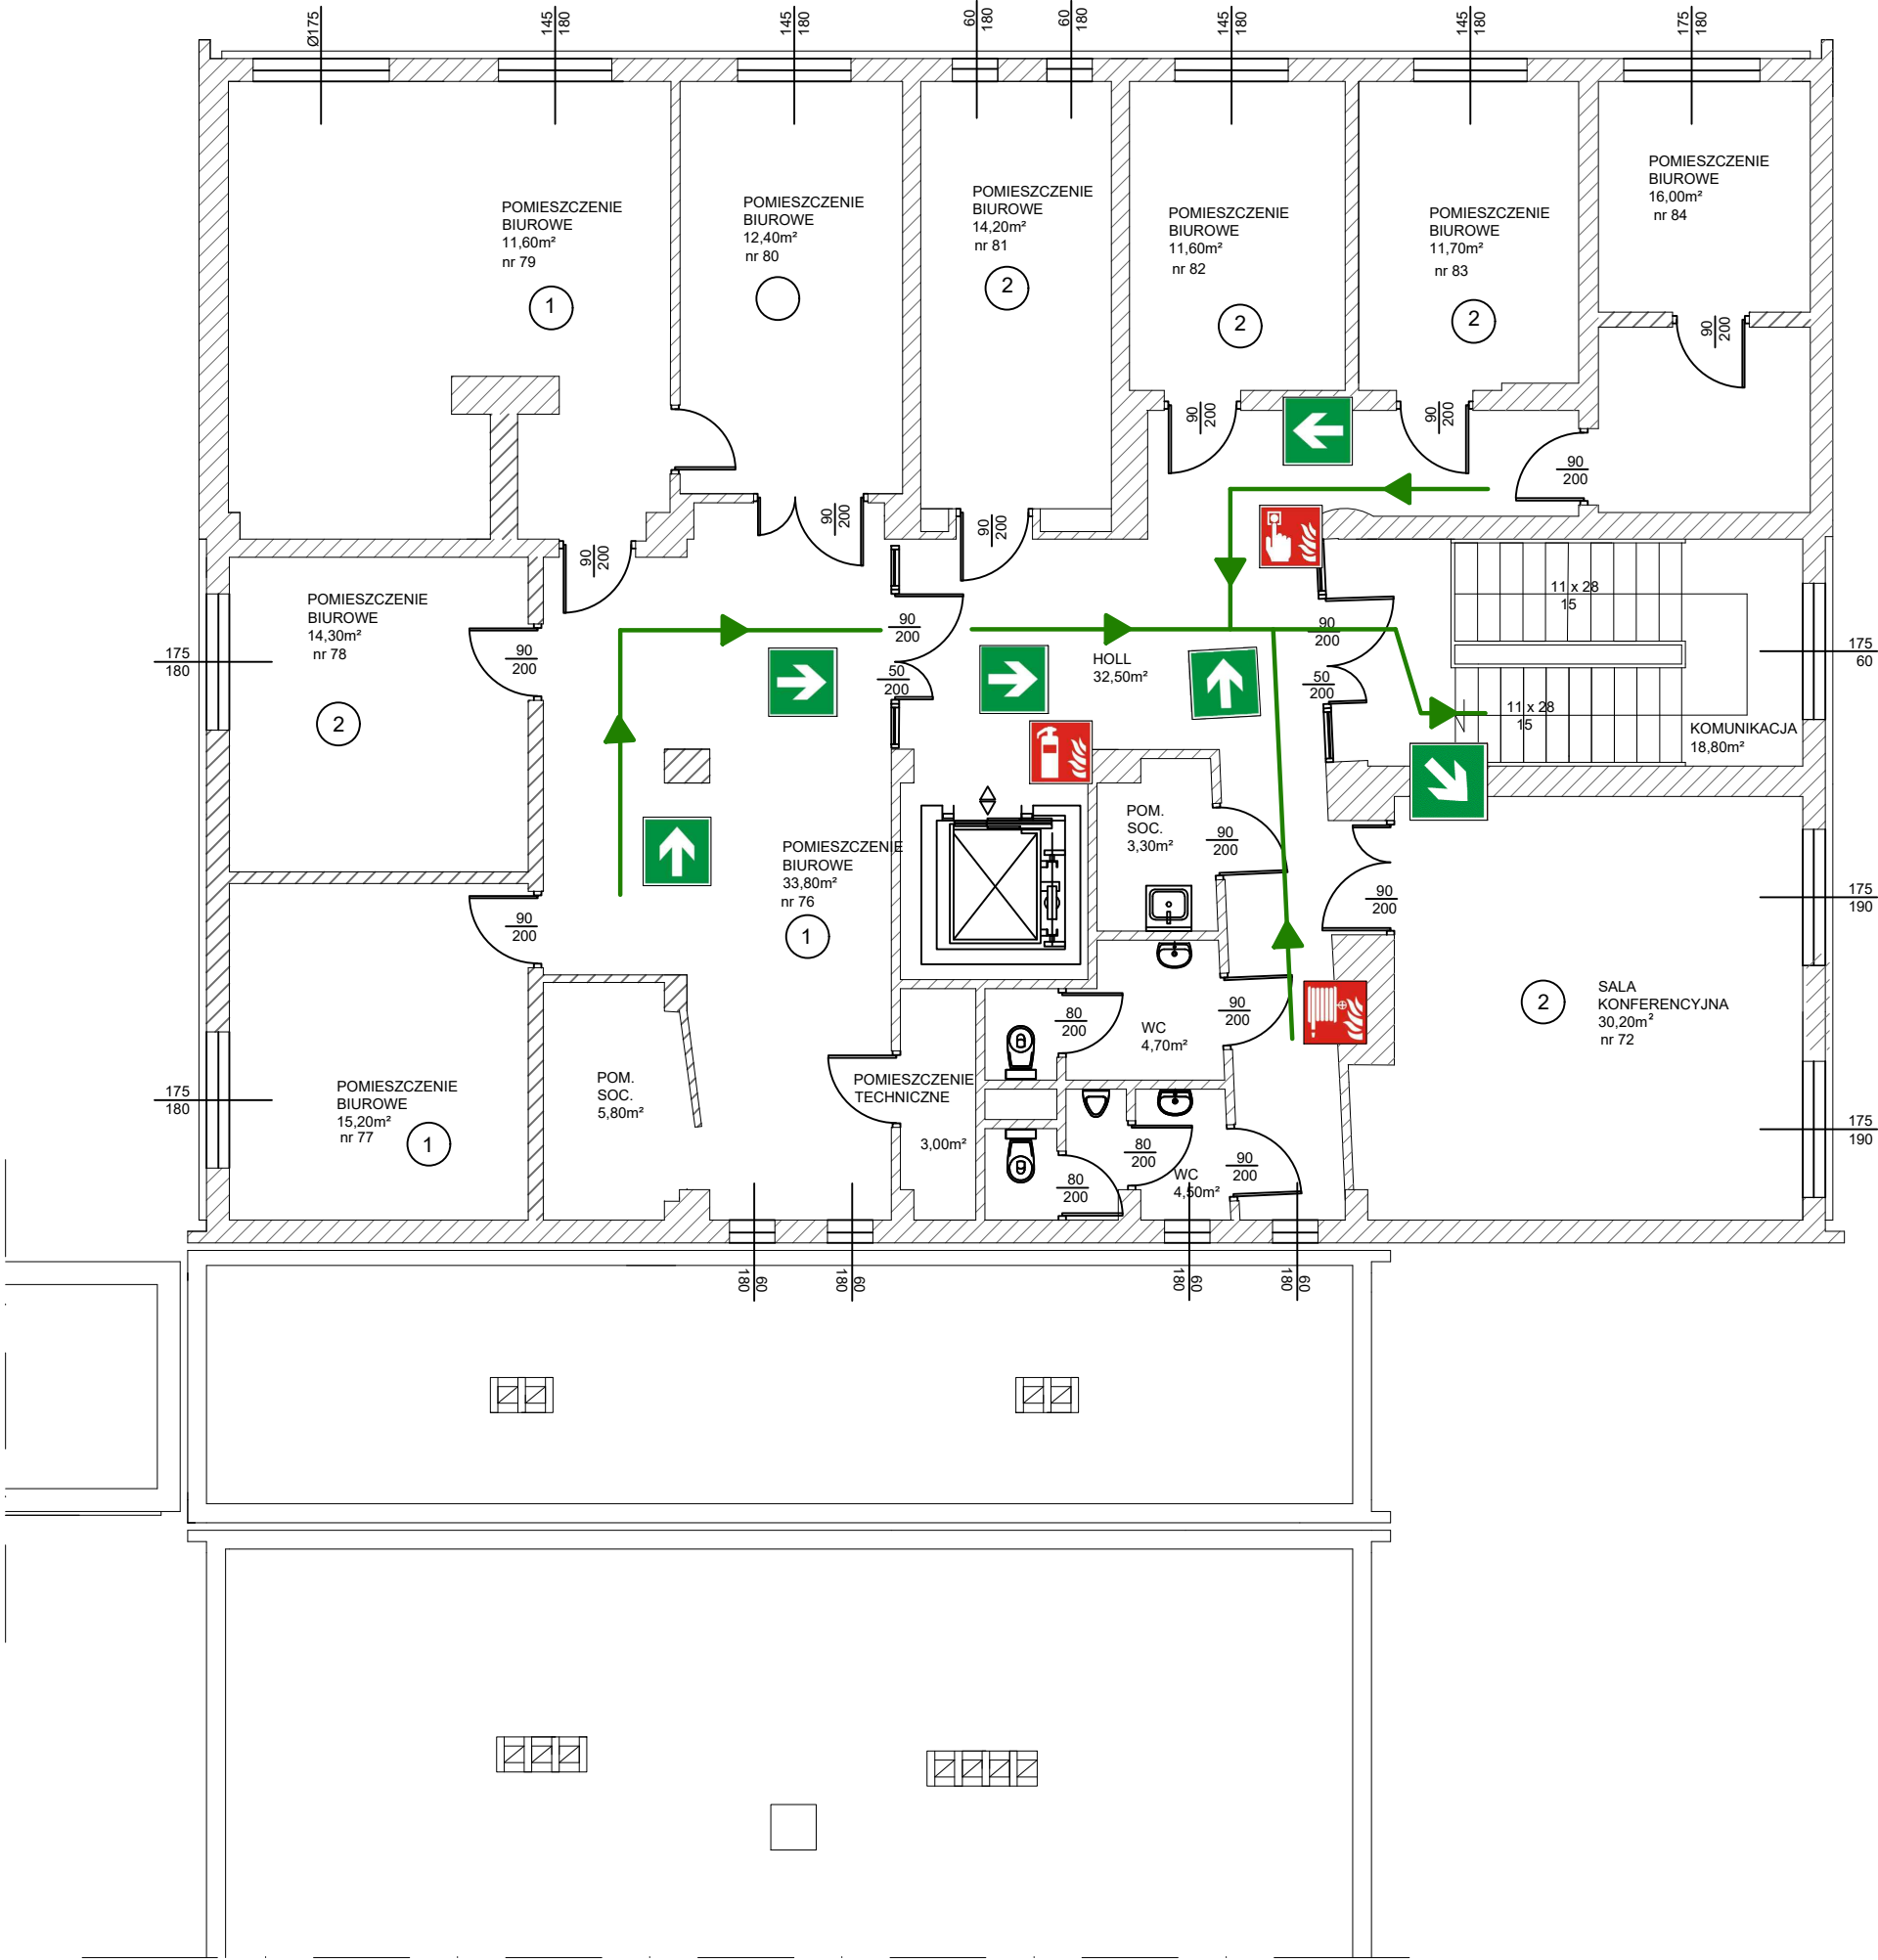 Ø175
145
180
145
180
60
180
60
180
145
180
145
180
175
180
POMIESZCZENIE
BIUROWE
11,60m²
nr 79
1
POMIESZCZENIE
BIUROWE
12,40m²
nr 80
POMIESZCZENIE
BIUROWE
14,20m²
nr 81
2
POMIESZCZENIE
BIUROWE
11,60m²
nr 82
2
POMIESZCZENIE
BIUROWE
11,70m²
nr 83
2
POMIESZCZENIE
BIUROWE
16,00m²
nr 84
90
200
90
200
90
200
90
200
90
200
90
200
90
200
POMIESZCZENIE
BIUROWE
14,30m²
nr 78
2
175
180
90
200
90
200
50
200
HOLL
32,50m²
90
200
50
200
11 x 28
15
11 x 28
15
KOMUNIKACJA
18,80m²
175
60
POMIESZCZENIE
BIUROWE
33,80m²
nr 76
1
POM.
SOC.
3,30m²
90
200
90
200
175
190
90
200
POMIESZCZENIE
BIUROWE
15,20m²
nr 77
1
175
180
POM.
SOC.
5,80m²
POMIESZCZENIE
TECHNICZNE
3,00m²
80
200
WC
4,70m²
90
200
2
SALA
KONFERENCYJNA
30,20m²
nr 72
175
190
80
200
80
200
WC
4,50m²
90
200
60
180
60
180
60
180
60
180